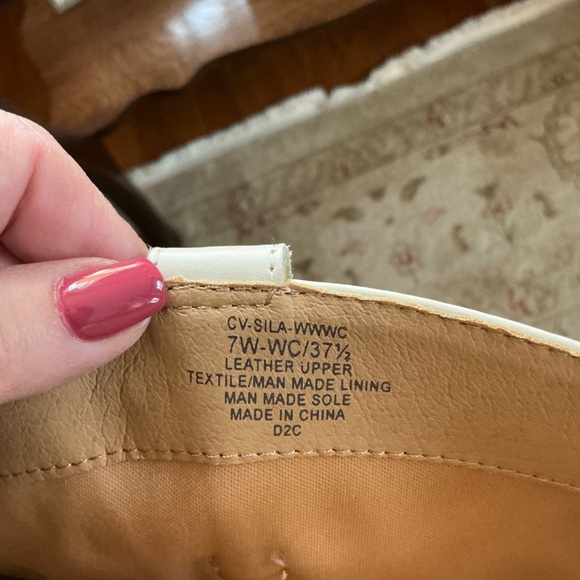 CV-SILA-WWWC
7W-WC/37½
LEATHER UPPER
TEXTILE/MAN MADE LINING
MAN MADE SOLE
MADE IN CHINA
D2C